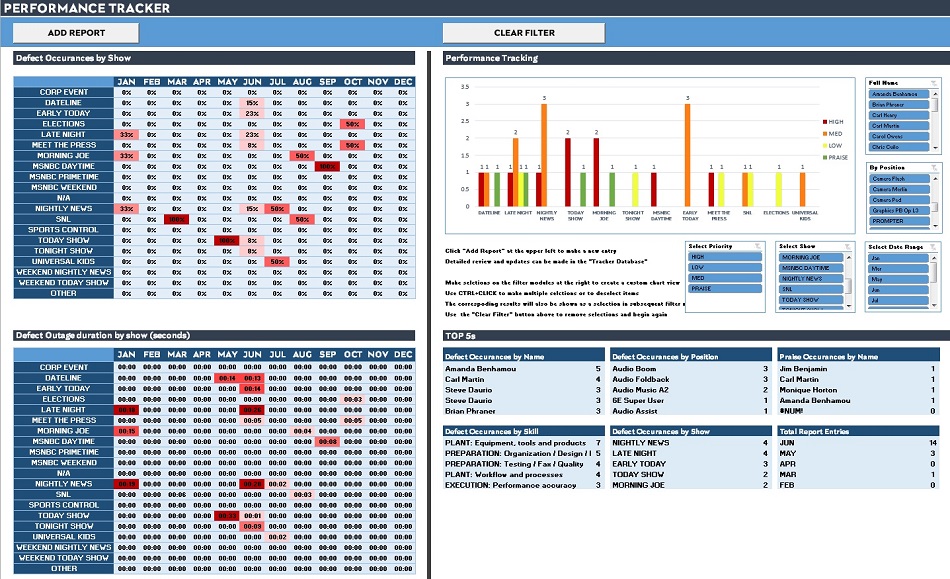 PERFORMANCE TRACKER
ADD REPORT
CLEAR FILTER
Defect Occurances by Show
JAN FEB MAR APR MAY JUN JUL AUG SEP OCT NOV DEC
CORP EVENT 0% 0% 0% 0% 0% 0% 0% 0% 0% 0% 0% 0%
DATELINE 0% 0% 0% 0% 0% 15% 0% 0% 0% 0% 0% 0%
EARLY TODAY 0% 0% 0% 0% 0% 23% 0% 0% 0% 0% 0% 0%
ELECTIONS 0% 0% 0% 0% 0% 0% 0% 0% 0% 50% 0% 0%
LATE NIGHT 33% 0% 0% 0% 0% 23% 0% 0% 0% 0% 0% 0%
MEET THE PRESS 0% 0% 0% 0% 0% 8% 0% 0% 0% 50% 0% 0%
MORNING JOE 33% 0% 0% 0% 0% 0% 0% 50% 0% 0% 0% 0%
MSNBC DAYTIME 0% 0% 0% 0% 0% 0% 0% 0% 100% 0% 0% 0%
MSNBC PRIMETIME 0% 0% 0% 0% 0% 0% 0% 0% 0% 0% 0% 0%
MSNBC WEEKEND 0% 0% 0% 0% 0% 0% 0% 0% 0% 0% 0% 0%
N/A 0% 0% 0% 0% 0% 0% 0% 0% 0% 0% 0% 0%
NIGHTLY NEWS 33% 0% 0% 0% 0% 15% 50% 0% 0% 0% 0% 0%
SNL 0% 0% 100% 0% 0% 0% 0% 50% 0% 0% 0% 0%
SPORTS CONTROL 0% 0% 0% 0% 0% 0% 0% 0% 0% 0% 0% 0%
TODAY SHOW 0% 0% 0% 0% 100% 8% 0% 0% 0% 0% 0% 0%
TONIGHT SHOW 0% 0% 0% 0% 0% 8% 0% 0% 0% 0% 0% 0%
UNIVERSAL KIDS 0% 0% 0% 0% 0% 0% 50% 0% 0% 0% 0% 0%
WEEKEND NIGHTLY NEWS 0% 0% 0% 0% 0% 0% 0% 0% 0% 0% 0% 0%
WEEKEND TODAY SHOW 0% 0% 0% 0% 0% 0% 0% 0% 0% 0% 0% 0%
OTHER 0% 0% 0% 0% 0% 0% 0% 0% 0% 0% 0% 0%
Performance Tracking
3.5
3
2.5
2
1.5
1
0.5
0
1 1 1 1 2 1 1 1 3 2 1 2 1 1 1 3 1 1 1 1 1 1 1
DATELINE LATE NIGHT NIGHTLY NEWS TODAY SHOW MORNING JOE TONIGHT SHOW MSNBC DAYTIME EARLY TODAY MEET THE PRESS SNL ELECTIONS UNIVERSAL KIDS
HIGH
MED
LOW
PRAISE
Full Name
Amanda Benhamou
Brian Phraner
Carl Henry
Carl Martin
Carol Owens
Chris Gullo
By Position
Camera Flash
Camera Merlin
Camera Ped
Graphics PB Op 1.0
PROMPTER
Click "Add Report" at the upper left to make a new entry
Detailed review and updates can be made in the "Tracker Database"
Make selections on the filter modules at the right to create a custom chart view
Use CTRL+CLICK to make multiple selections or to deselect items
The corresponding results will also be shown as a selection in subsequent filter
Use the "Clear Filter" button above to remove selections and begin again
Select Priority
HIGH
LOW
MED
PRAISE
Select Show
MORNING JOE
MSNBC DAYTIME
NIGHTLY NEWS
SNL
TODAY SHOW
TONIGHT SHOW
Select Date Range
Jan
Mar
May
Jun
Jul
Defect Outage duration by show (seconds)
JAN FEB MAR APR MAY JUN JUL AUG SEP OCT NOV DEC
CORP EVENT 00:00 00:00 00:00 00:00 00:00 00:00 00:00 00:00 00:00 00:00 00:00 00:00
DATELINE 00:00 00:00 00:00 00:00 00:14 00:13 00:00 00:00 00:00 00:00 00:00 00:00
EARLY TODAY 00:00 00:00 00:00 00:00 00:00 00:14 00:00 00:00 00:00 00:00 00:00 00:00
ELECTIONS 00:00 00:00 00:00 00:00 00:00 00:00 00:00 00:00 00:00 00:03 00:00 00:00
LATE NIGHT 00:00 00:00 00:00 00:00 00:00 00:00 00:00 00:00 00:00 00:00
MEET THE PRESS 00:00 00:00 00:00 00:00 00:00 00:05 00:00 00:00 00:00 00:05 00:00 00:00
MORNING JOE 00:15 00:00 00:00 00:00 00:00 00:00 00:00 00:04 00:00 00:00 00:00 00:00
MSNBC DAYTIME 00:00 00:00 00:00 00:00 00:00 00:00 00:00 00:00 00:08 00:00 00:00 00:00
MSNBC PRIMETIME 00:00 00:00 00:00 00:00 00:00 00:00 00:00 00:00 00:00 00:00 00:00 00:00
MSNBC WEEKEND 00:00 00:00 00:00 00:00 00:00 00:00 00:00 00:00 00:00 00:00 00:00 00:00
N/A 00:00 00:00 00:00 00:00 00:00 00:00 00:00 00:00 00:00 00:00 00:00 00:00
NIGHTLY NEWS 00:00 00:00 00:00 00:00 00:02 00:00 00:00 00:00 00:00 00:00
SNL 00:00 00:00 00:06 00:00 00:00 00:00 00:00 00:03 00:00 00:00 00:00 00:00
SPORTS CONTROL 00:00 00:00 00:00 00:00 00:00 00:00 00:00 00:00 00:00 00:00 00:00 00:00
TODAY SHOW 00:00 00:00 00:00 00:00 00:01 00:00 00:00 00:00 00:00 00:00 00:00
TONIGHT SHOW 00:00 00:00 00:00 00:00 00:00 00:09 00:00 00:00 00:00 00:00 00:00 00:00
UNIVERSAL KIDS 00:00 00:00 00:00 00:00 00:00 00:00 00:02 00:00 00:00 00:00 00:00 00:00
WEEKEND NIGHTLY NEWS 00:00 00:00 00:00 00:00 00:00 00:00 00:00 00:00 00:00 00:00 00:00 00:00
WEEKEND TODAY SHOW 00:00 00:00 00:00 00:00 00:00 00:00 00:00 00:00 00:00 00:00 00:00 00:00
OTHER 00:00 00:00 00:00 00:00 00:00 00:00 00:00 00:00 00:00 00:00 00:00 00:00
TOP 5s
Defect Occurances by Name
Amanda Benhamou 5
Carl Martin 4
Steve Daurio 3
Steve Daurio 3
Brian Phraner 3
Defect Occurances by Position
Audio Boom 3
Audio Foldback 3
Audio Music A2 3
6E Super User 1
Audio Assist 1
Praise Occurances by Name
Jim Benjamin 1
Carl Martin 1
Monique Horton 2
Amanda Benhamou 1
#NUM! 0
Defect Occurances by Skill
PLANT: Equipment, tools and products 7
PREPARATION: Organization / Design / I 5
PREPARATION: Testing / Fax / Quality 4
PLANT: Workflow and processes 4
EXECUTION: Performance accuracy 3
Defect Occurances by Show
NIGHTLY NEWS 4
LATE NIGHT 4
EARLY TODAY 3
TODAY SHOW 3
MORNING JOE 2
Total Report Entries
JUN 14
MAY 3
APR 0
MAR 1
FEB 0